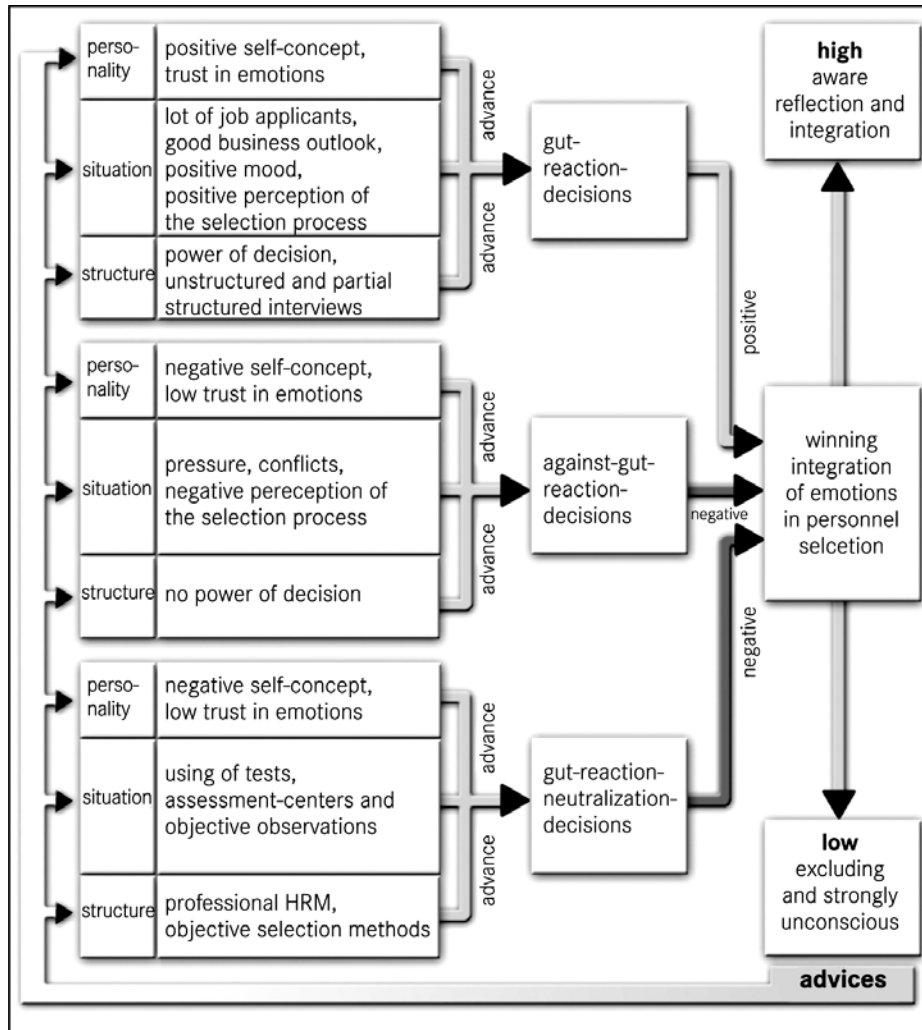 perso-
nality
positive self-concept,
trust in emotions
situation
lot of job applicants,
good business outlook,
positive mood,
positive perception of
the selection process
structure
power of decision,
unstructured and partial
structured interviews
advance
advance
gut-
reaction-
decisions
positive
high
aware
reflection and
integration
perso-
nality
negative self-concept,
low trust in emotions
situation
pressure, conflicts,
negative pereception of
the selection process
structure
no power of decision
advance
advance
against-gut-
reaction-
decisions
negative
winning
integration
of emotions
in personnel
selcetion
perso-
nality
negative self-concept,
low trust in emotions
situation
using of tests,
assessment-centers and
objective observations
structure
professional HRM,
objective selection methods
advance
advance
gut-reaction-
neutralization-
decisions
negative
low
excluding
and strongly
unconscious
advices